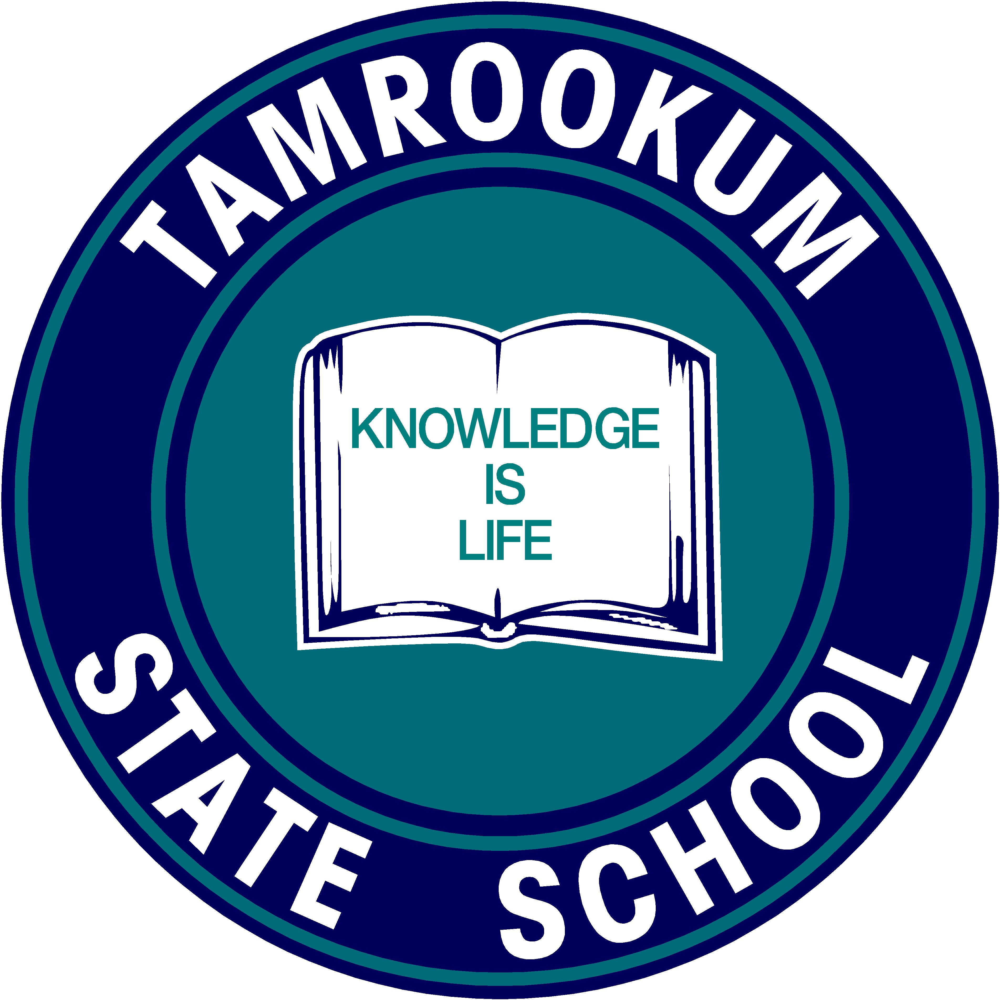 TAMROOKUM
KNOWLEDGE
IS
LIFE
STATE SCHOOL